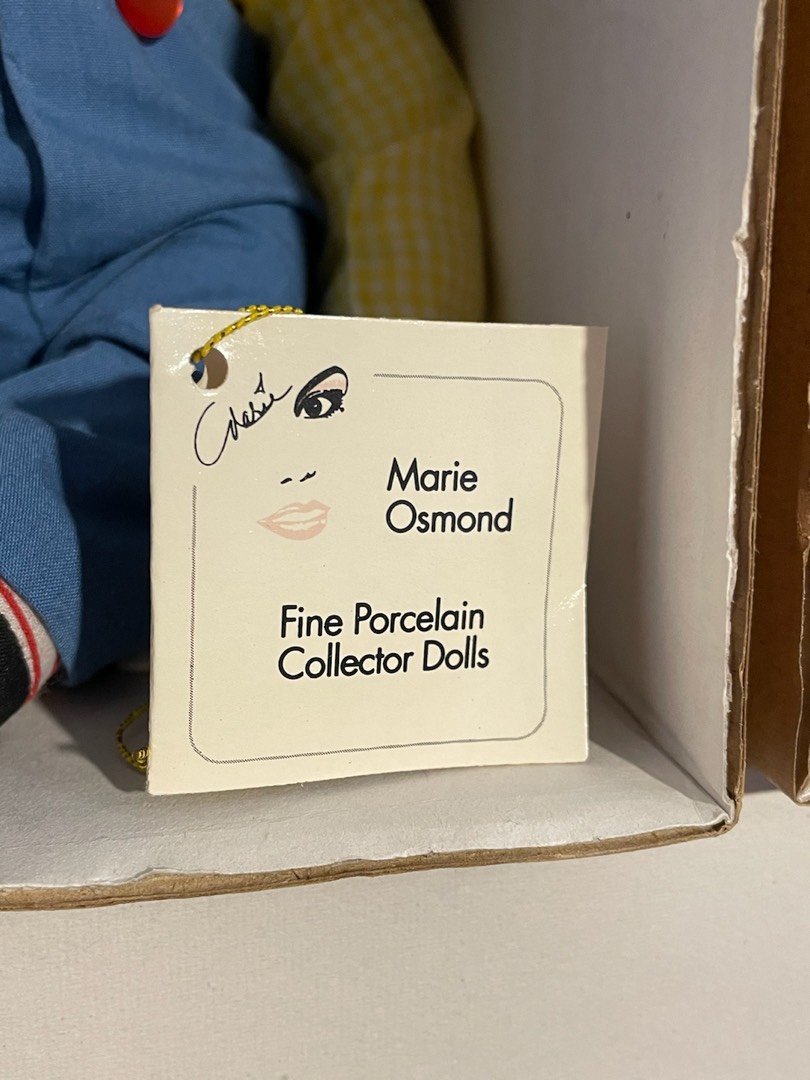 Marie
Osmond
Fine Porcelain
Collector Dolls